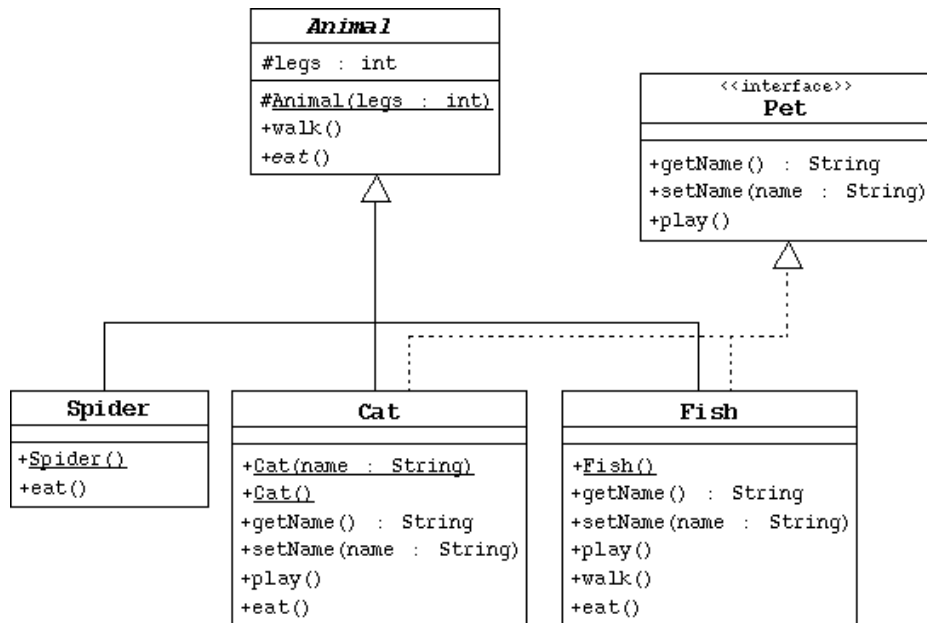 Animal
#legs : int
#Animal(legs : int)
+walk()
+eat()
<<interface>>
Pet
+getName() : String
+setName(name : String)
+play()
Spider
+Spider()
+eat()
Cat
+Cat(name : String)
+Cat()
+getName() : String
+setName(name : String)
+play()
+eat()
Fish
+Fish()
+getName() : String
+setName(name : String)
+play()
+walk()
+eat()